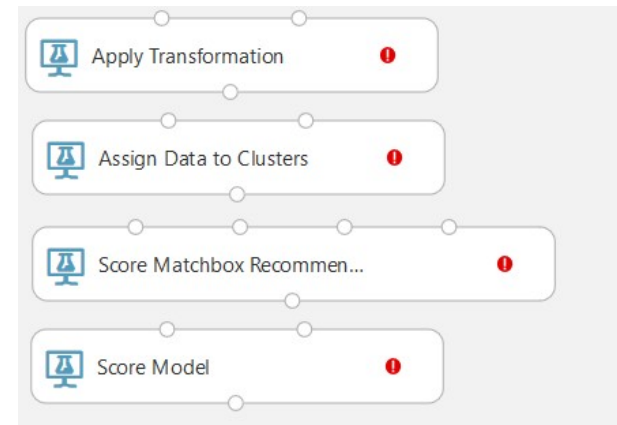 Apply Transformation
Assign Data to Clusters
Score Matchbox Recommen...
Score Model